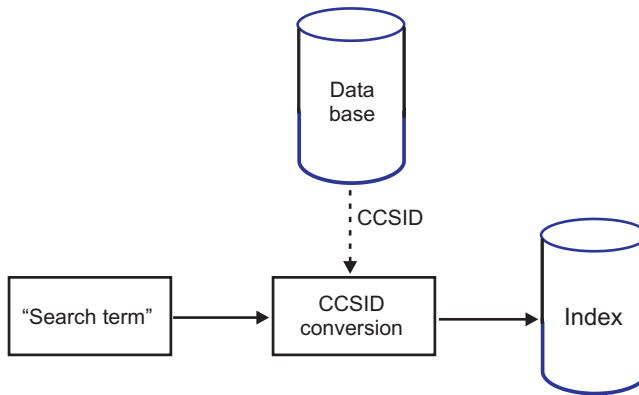 Data
base
CCSID
“Search term”
CCSID
conversion
Index